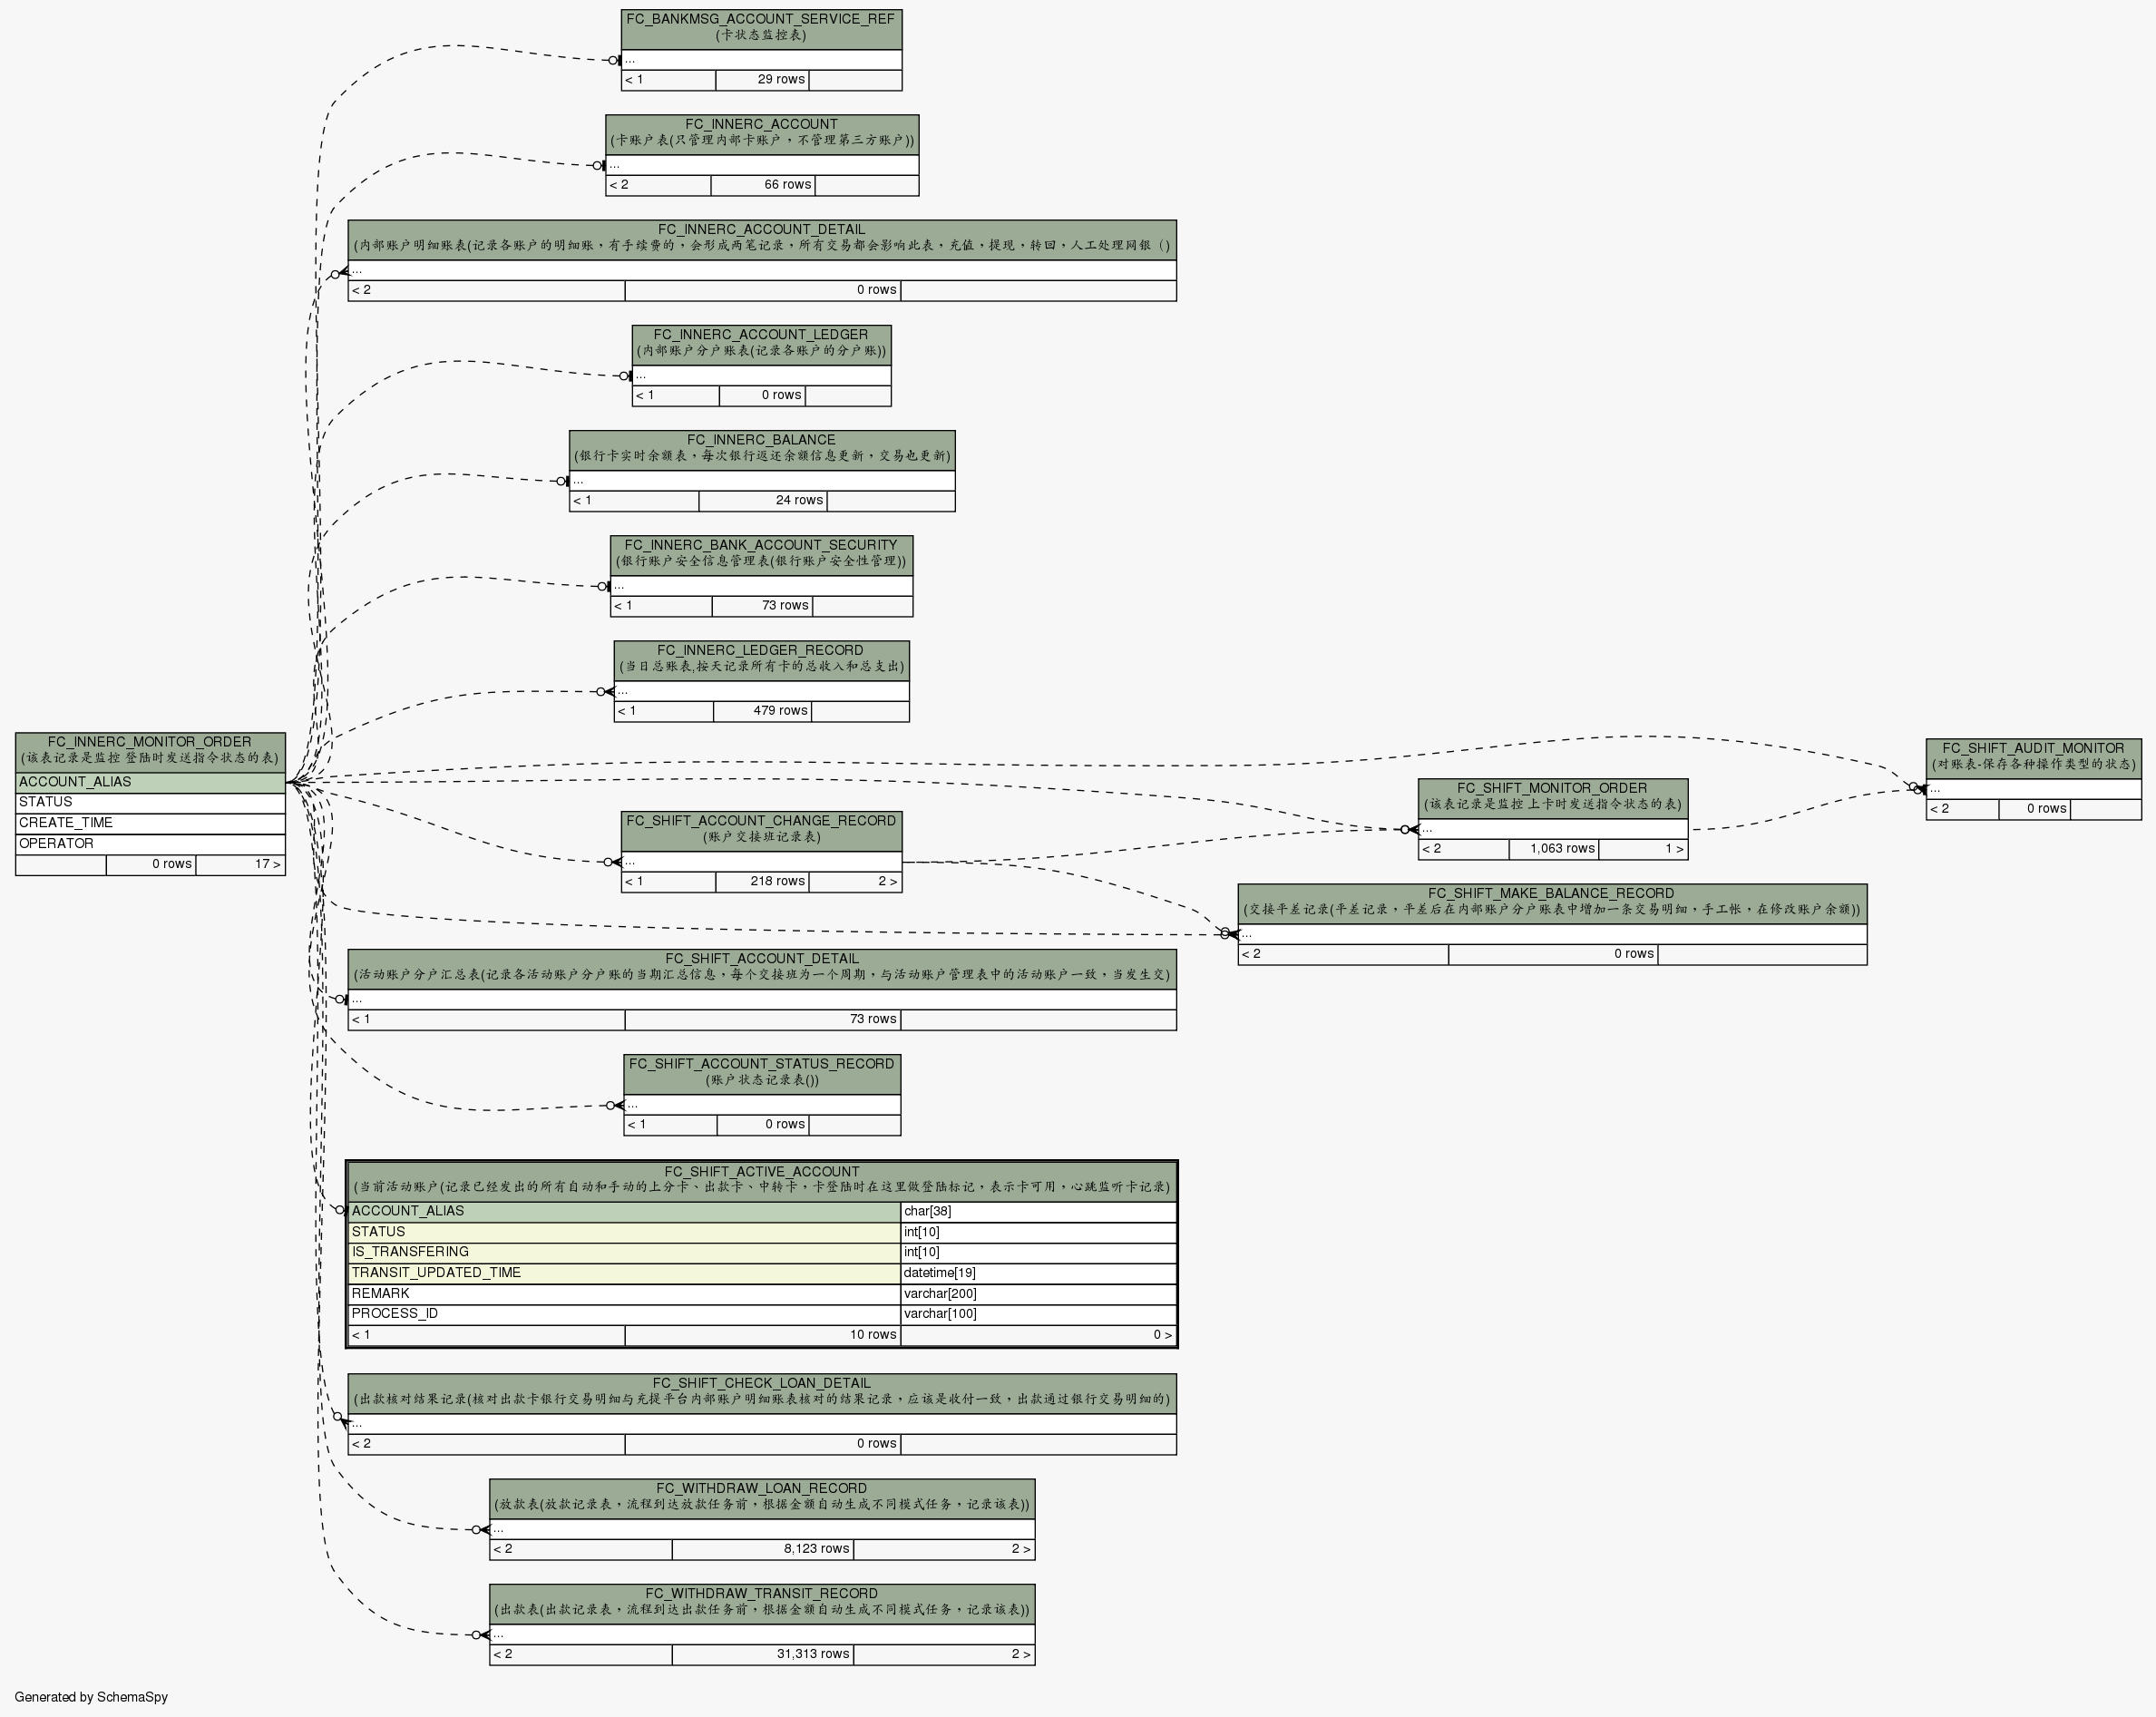 FC_BANKMSG_ACCOUNT_SERVICE_REF
(卡状态监控表)
...
< 1 29 rows
FC_INNERC_ACCOUNT
(卡账户表(只管理内部卡账户，不管理第三方账户))
...
< 2 66 rows
FC_INNERC_ACCOUNT_DETAIL
(内部账户明细账表(记录各账户的明细账，有手续费的，会形成两笔记录，所有交易都会影响此表，充值，提现，转回，人工处理网银（)
...
< 2 0 rows
FC_INNERC_ACCOUNT_LEDGER
(内部账户分户账表(记录各账户的分户账))
...
< 1 0 rows
FC_INNERC_BALANCE
(银行卡实时余额表，每次银行返还余额信息更新，交易也更新)
...
< 1 24 rows
FC_INNERC_BANK_ACCOUNT_SECURITY
(银行账户安全信息管理表(银行账户安全性管理))
...
< 1 73 rows
FC_INNERC_LEDGER_RECORD
(当日总账表,按天记录所有卡的总收入和总支出)
...
< 1 479 rows
FC_INNERC_MONITOR_ORDER
(该表记录是监控 登陆时发送指令状态的表)
ACCOUNT_ALIAS
STATUS
CREATE_TIME
OPERATOR
0 rows 17 >
FC_SHIFT_AUDIT_MONITOR
(对账表-保存各种操作类型的状态)
...
< 2 0 rows
FC_SHIFT_MONITOR_ORDER
(该表记录是监控 上卡时发送指令状态的表)
...
< 2 1,063 rows 1 >
FC_SHIFT_ACCOUNT_CHANGE_RECORD
(账户交接班记录表)
...
< 1 218 rows 2 >
FC_SHIFT_MAKE_BALANCE_RECORD
(交接平差记录(平差记录，平差后在内部账户分户账表中增加一条交易明细，手工帐，在修改账户余额))
...
< 2 0 rows
FC_SHIFT_ACCOUNT_DETAIL
(活动账户分户汇总表(记录各活动账户分户账的当期汇总信息，每个交接班为一个周期，与活动账户管理表中的活动账户一致，当发生交)
...
< 1 73 rows
FC_SHIFT_ACCOUNT_STATUS_RECORD
(账户状态记录表())
...
< 1 0 rows
FC_SHIFT_ACTIVE_ACCOUNT
(当前活动账户(记录已经发出的所有自动和手动的上分卡、出款卡、中转卡，卡登陆时在这里做登陆标记，表示卡可用，心跳监听卡记录)
ACCOUNT_ALIAS char[38]
STATUS int[10]
IS_TRANSFERING int[10]
TRANSIT_UPDATED_TIME datetime[19]
REMARK varchar[200]
PROCESS_ID varchar[100]
< 1 10 rows 0 >
FC_SHIFT_CHECK_LOAN_DETAIL
(出款核对结果记录(核对出款卡银行交易明细与充提平台内部账户明细账表核对的结果记录，应该是收付一致，出款通过银行交易明细的)
...
< 2 0 rows
FC_WITHDRAW_LOAN_RECORD
(放款表(放款记录表，流程到达放款任务前，根据金额自动生成不同模式任务，记录该表))
...
< 2 8,123 rows 2 >
FC_WITHDRAW_TRANSIT_RECORD
(出款表(出款记录表，流程到达出款任务前，根据金额自动生成不同模式任务，记录该表))
...
< 2 31,313 rows 2 >
Generated by SchemaSpy